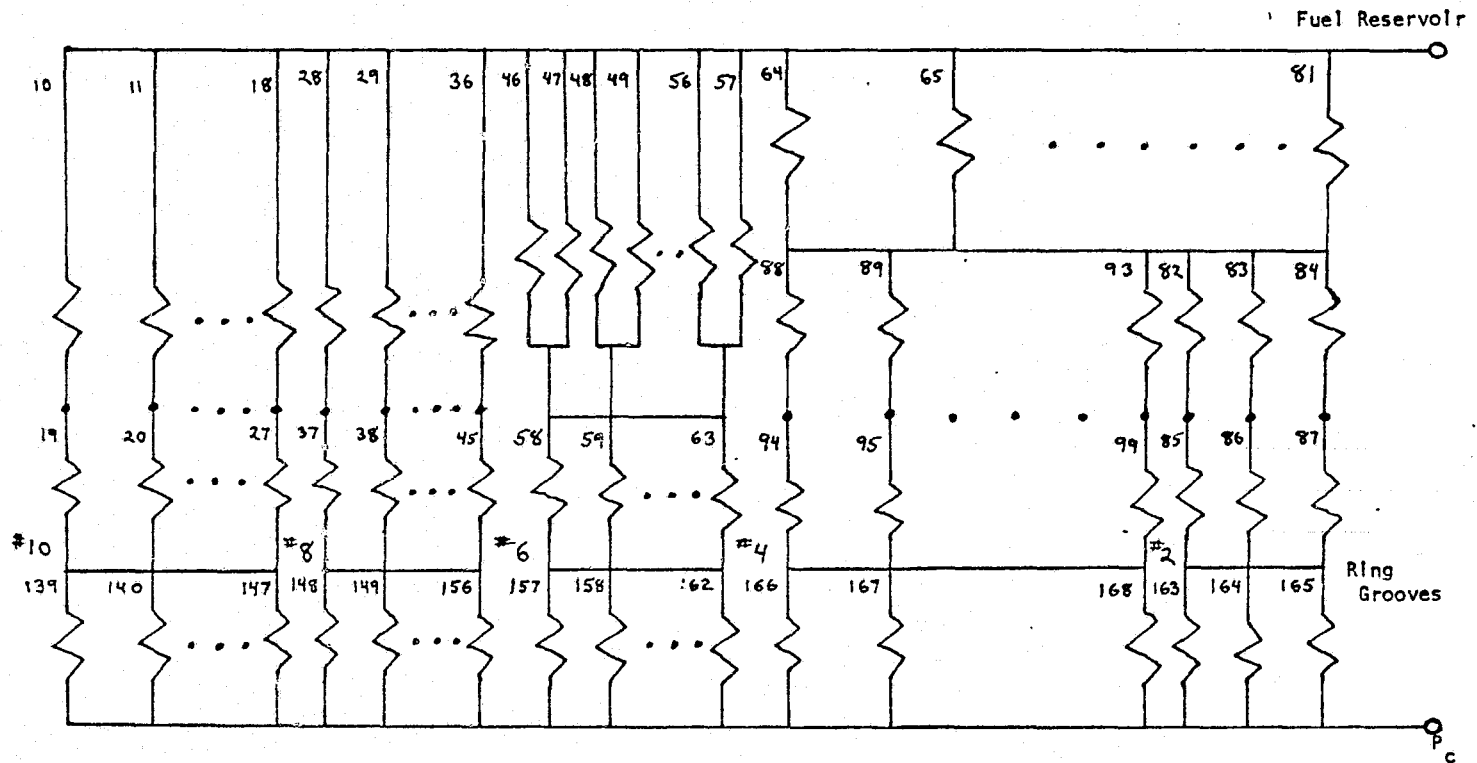 Fuel Reservoir
10 11 18 28 29 36 46 47 48 49 56 57 64 65 81
88 89 93 82 83 84
19 20 27 37 38 45 58 59 63 94 95 99 85 86 87
#10 #8 #6 #4 #2
139 140 147 148 149 156 157 158 162 166 167 168 163 164 165 Ring
Grooves
P
c